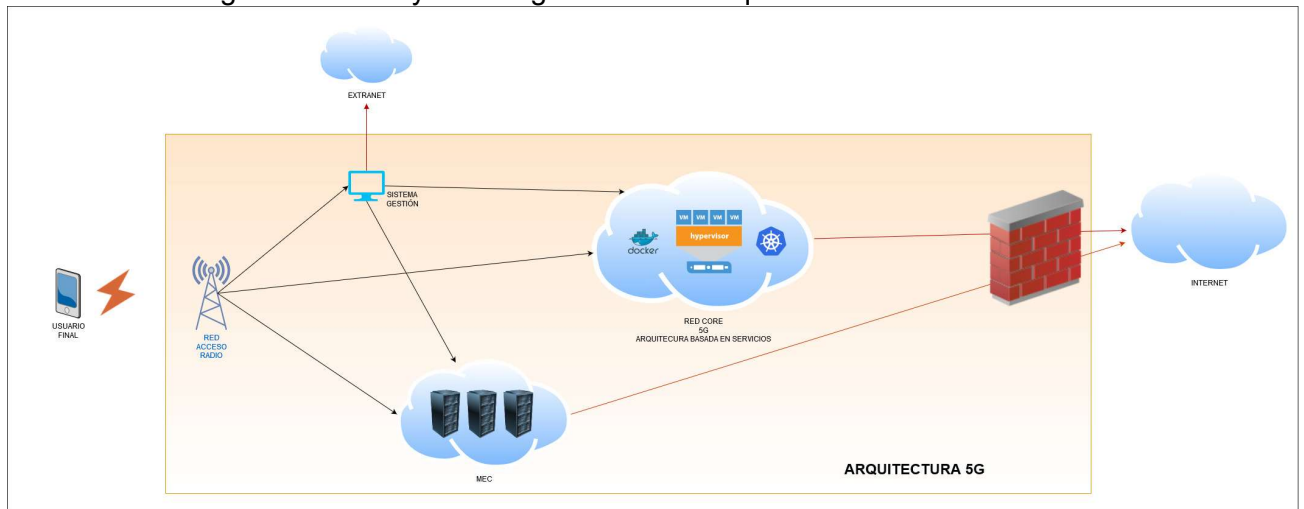 EXTRANET
SISTEMA
GESTIÓN
VM VM VM VM
hypervisor
docker
USUARIO
FINAL
RED
ACCESO
RADIO
RED CORE
5G
ARQUITECURA BASADA EN SERVICIOS
INTERNET
MEC
ARQUITECTURA 5G